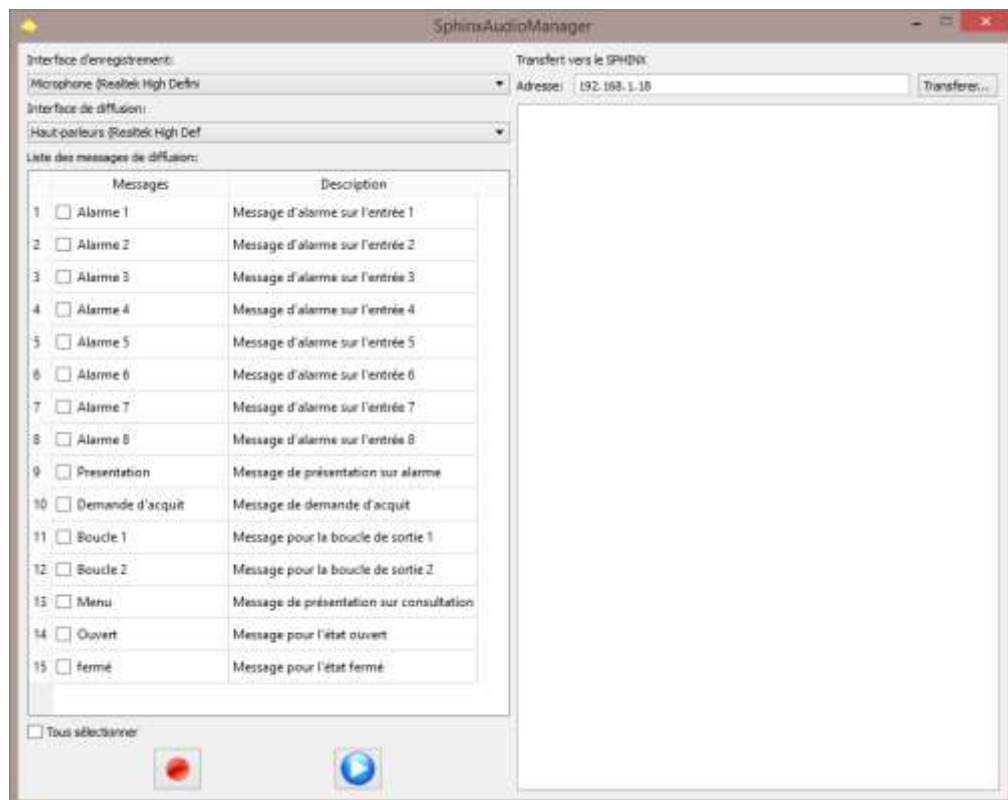 SphinxAudioManager
Interface d'enregistrement:
Microphone (Realtek High Defini
Interface de diffusion:
Haut-parleurs (Realtek High Def
Liste des messages de diffusion:
Messages Description
1 Alarme 1 Message d'alarme sur l'entrée 1
2 Alarme 2 Message d'alarme sur l'entrée 2
3 Alarme 3 Message d'alarme sur l'entrée 3
4 Alarme 4 Message d'alarme sur l'entrée 4
5 Alarme 5 Message d'alarme sur l'entrée 5
6 Alarme 6 Message d'alarme sur l'entrée 6
7 Alarme 7 Message d'alarme sur l'entrée 7
8 Alarme 8 Message d'alarme sur l'entrée 8
9 Presentation Message de présentation sur alarme
10 Demande d'acquit Message de demande d'acquit
11 Boucle 1 Message pour la boucle de sortie 1
12 Boucle 2 Message pour la boucle de sortie 2
13 Menu Message de présentation sur consultation
14 Ouvert Message pour l'état ouvert
15 fermé Message pour l'état fermé
Tous sélectionner
Transfert vers le SPHINX
Adresse: 192.168.1.18 Transferer...